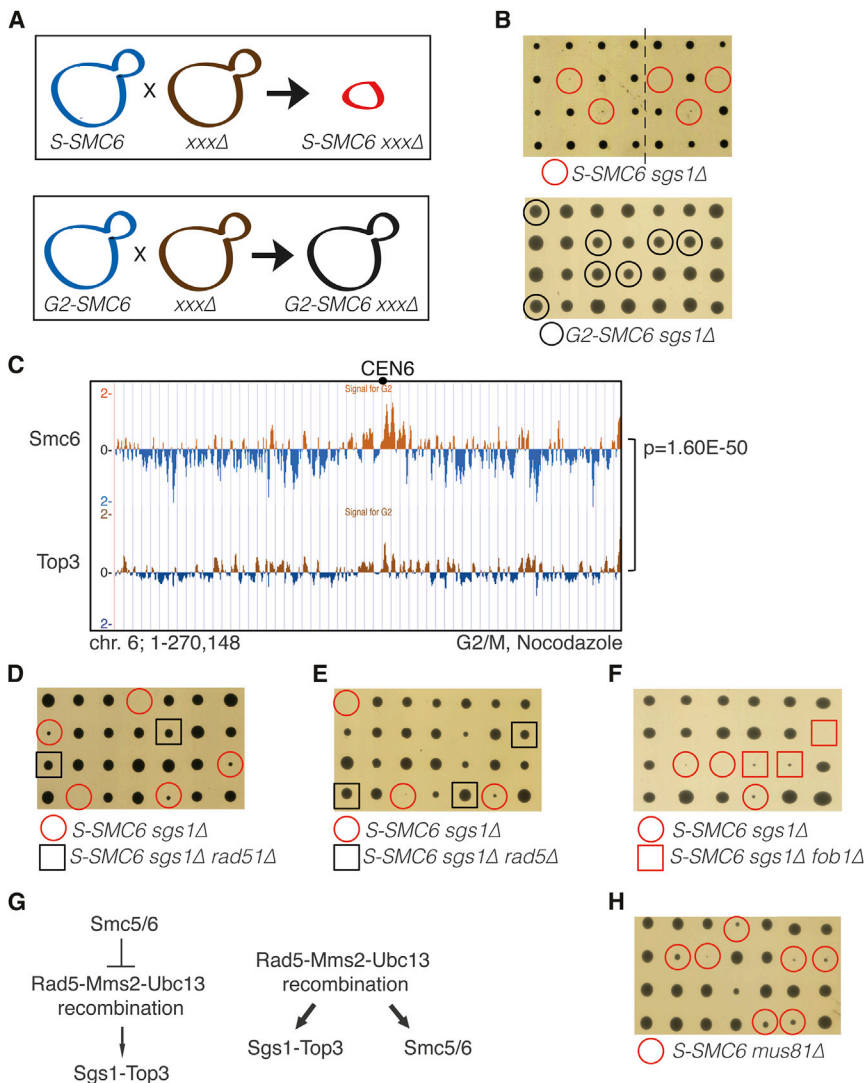 A
S-SMC6
X
xxxΔ
S-SMC6 xxxΔ
G2-SMC6
X
xxxΔ
G2-SMC6 xxxΔ
B
S-SMC6 sgs1Δ
G2-SMC6 sgs1Δ
C
CEN6
Signal for G2
2-
Smc6
0-
2-
p=1.60E-50
Signal for G2
2-
Top3
0-
2-
chr. 6; 1-270,148
G2/M, Nocodazole
D
S-SMC6 sgs1Δ
S-SMC6 sgs1Δ rad51Δ
E
S-SMC6 sgs1Δ
S-SMC6 sgs1Δ rad5Δ
F
S-SMC6 sgs1Δ
S-SMC6 sgs1Δ fob1Δ
G
Smc5/6
Rad5-Mms2-Ubc13
recombination
Sgs1-Top3
Rad5-Mms2-Ubc13
recombination
Sgs1-Top3
Smc5/6
H
S-SMC6 mus81Δ